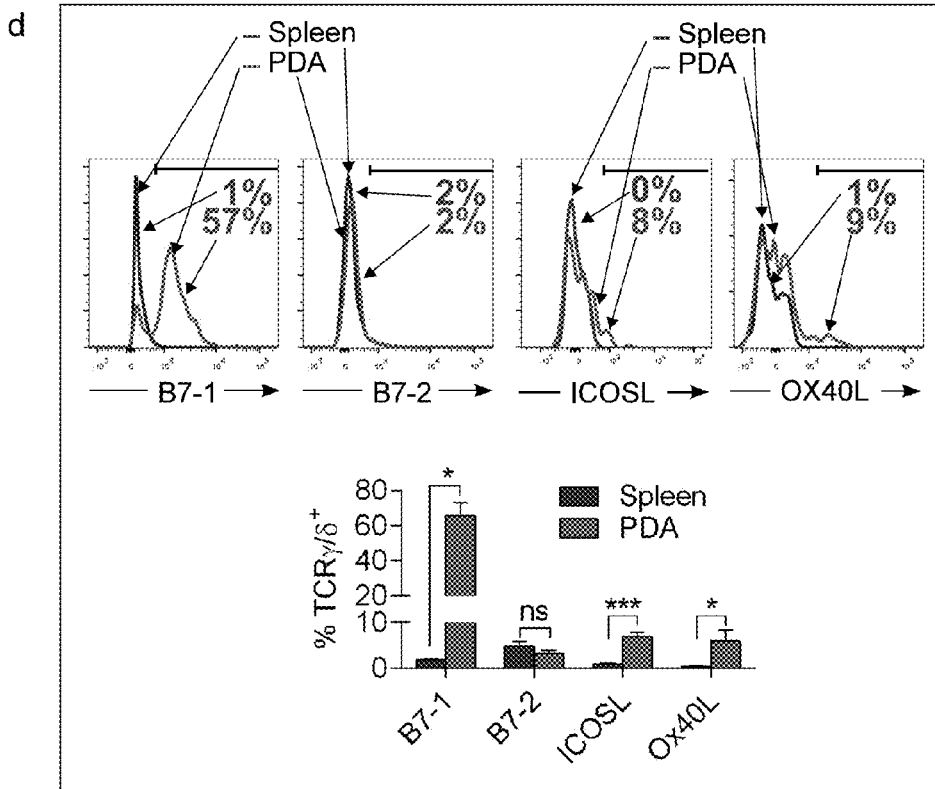 d
Spleen
PDA
Spleen
PDA
1%
57%
2%
2%
0%
8%
1%
9%
B7-1
B7-2
ICOSL
OX40L
% TCRγ/δ⁺
80
60
40
20
10
0
*
ns
***
*
Spleen
PDA
B7-1
B7-2
ICOSL
Ox40L